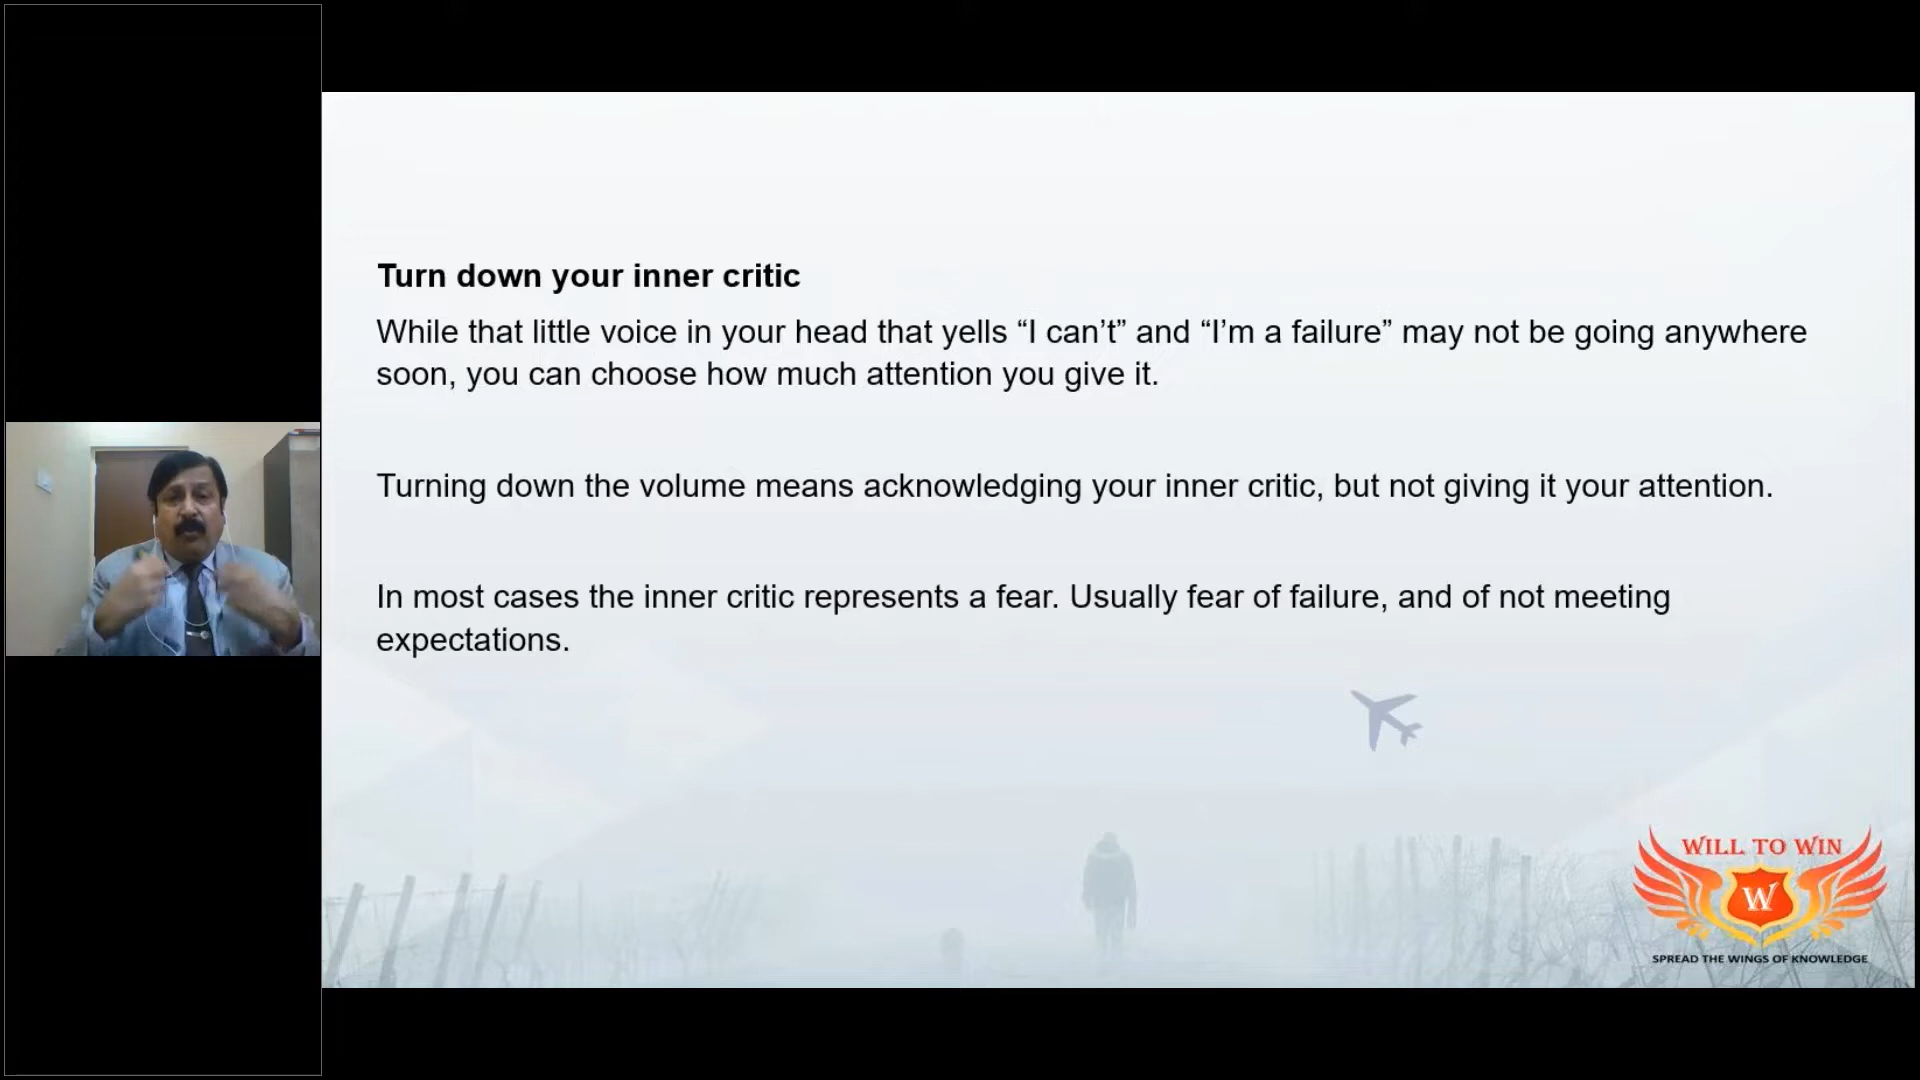 Turn down your inner critic
While that little voice in your head that yells “I can’t” and “I’m a failure” may not be going anywhere
soon, you can choose how much attention you give it.
Turning down the volume means acknowledging your inner critic, but not giving it your attention.
In most cases the inner critic represents a fear. Usually fear of failure, and of not meeting
expectations.
WILL TO WIN
W
SPREAD THE WINGS OF KNOWLEDGE